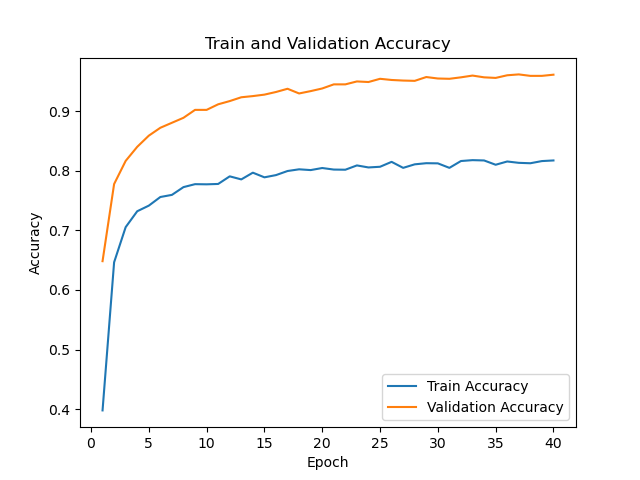 Train and Validation Accuracy
Accuracy
0.9
0.8
0.7
0.6
0.5
0.4
Train Accuracy
Validation Accuracy
0 5 10 15 20 25 30 35 40
Epoch